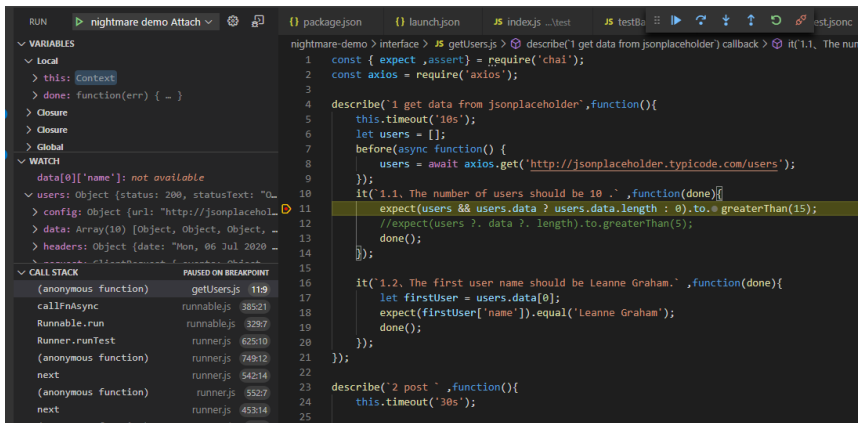 RUN nightmare demo Attach
VARIABLES
Local
this: Context
done: function(err) { … }
Closure
Closure
Global
WATCH
data[0]['name']: not available
users: Object {status: 200, statusText: "O…
config: Object {url: "http://jsonplacehol…
data: Array(10) [Object, Object, Object, …
headers: Object {date: "Mon, 06 Jul 2020 …
CALL STACK PAUSED ON BREAKPOINT
(anonymous function) getUsers.js 11:9
callFnAsync runnable.js 385:21
Runnable.run runnable.js 329:7
Runner.runTest runner.js 625:10
(anonymous function) runner.js 749:12
next runner.js 542:14
(anonymous function) runner.js 552:7
next runner.js 453:14
{} package.json {} launch.json JS index.js ...\test JS testBa est.jsonc
nightmare-demo > interface > JS getUsers.js > describe('1 get data from jsonplaceholder') callback > it('1.1、The nun
1 const { expect ,assert} = require('chai');
2 const axios = require('axios');
3
4 describe(`1 get data from jsonplaceholder`,function(){
5 this.timeout('10s');
6 let users = [];
7 before(async function() {
8 users = await axios.get('http://jsonplaceholder.typicode.com/users');
9 });
10 it(`1.1、The number of users should be 10 .` ,function(done){
11 expect(users && users.data ? users.data.length : 0).to. greaterThan(15);
12 //expect(users ?. data ?. length).to.greaterThan(5);
13 done();
14 });
15
16 it(`1.2、The first user name should be Leanne Graham.` ,function(done){
17 let firstUser = users.data[0];
18 expect(firstUser['name']).equal('Leanne Graham');
19 done();
20 });
21 });
22
23 describe(`2 post ` ,function(){
24 this.timeout('30s');
25